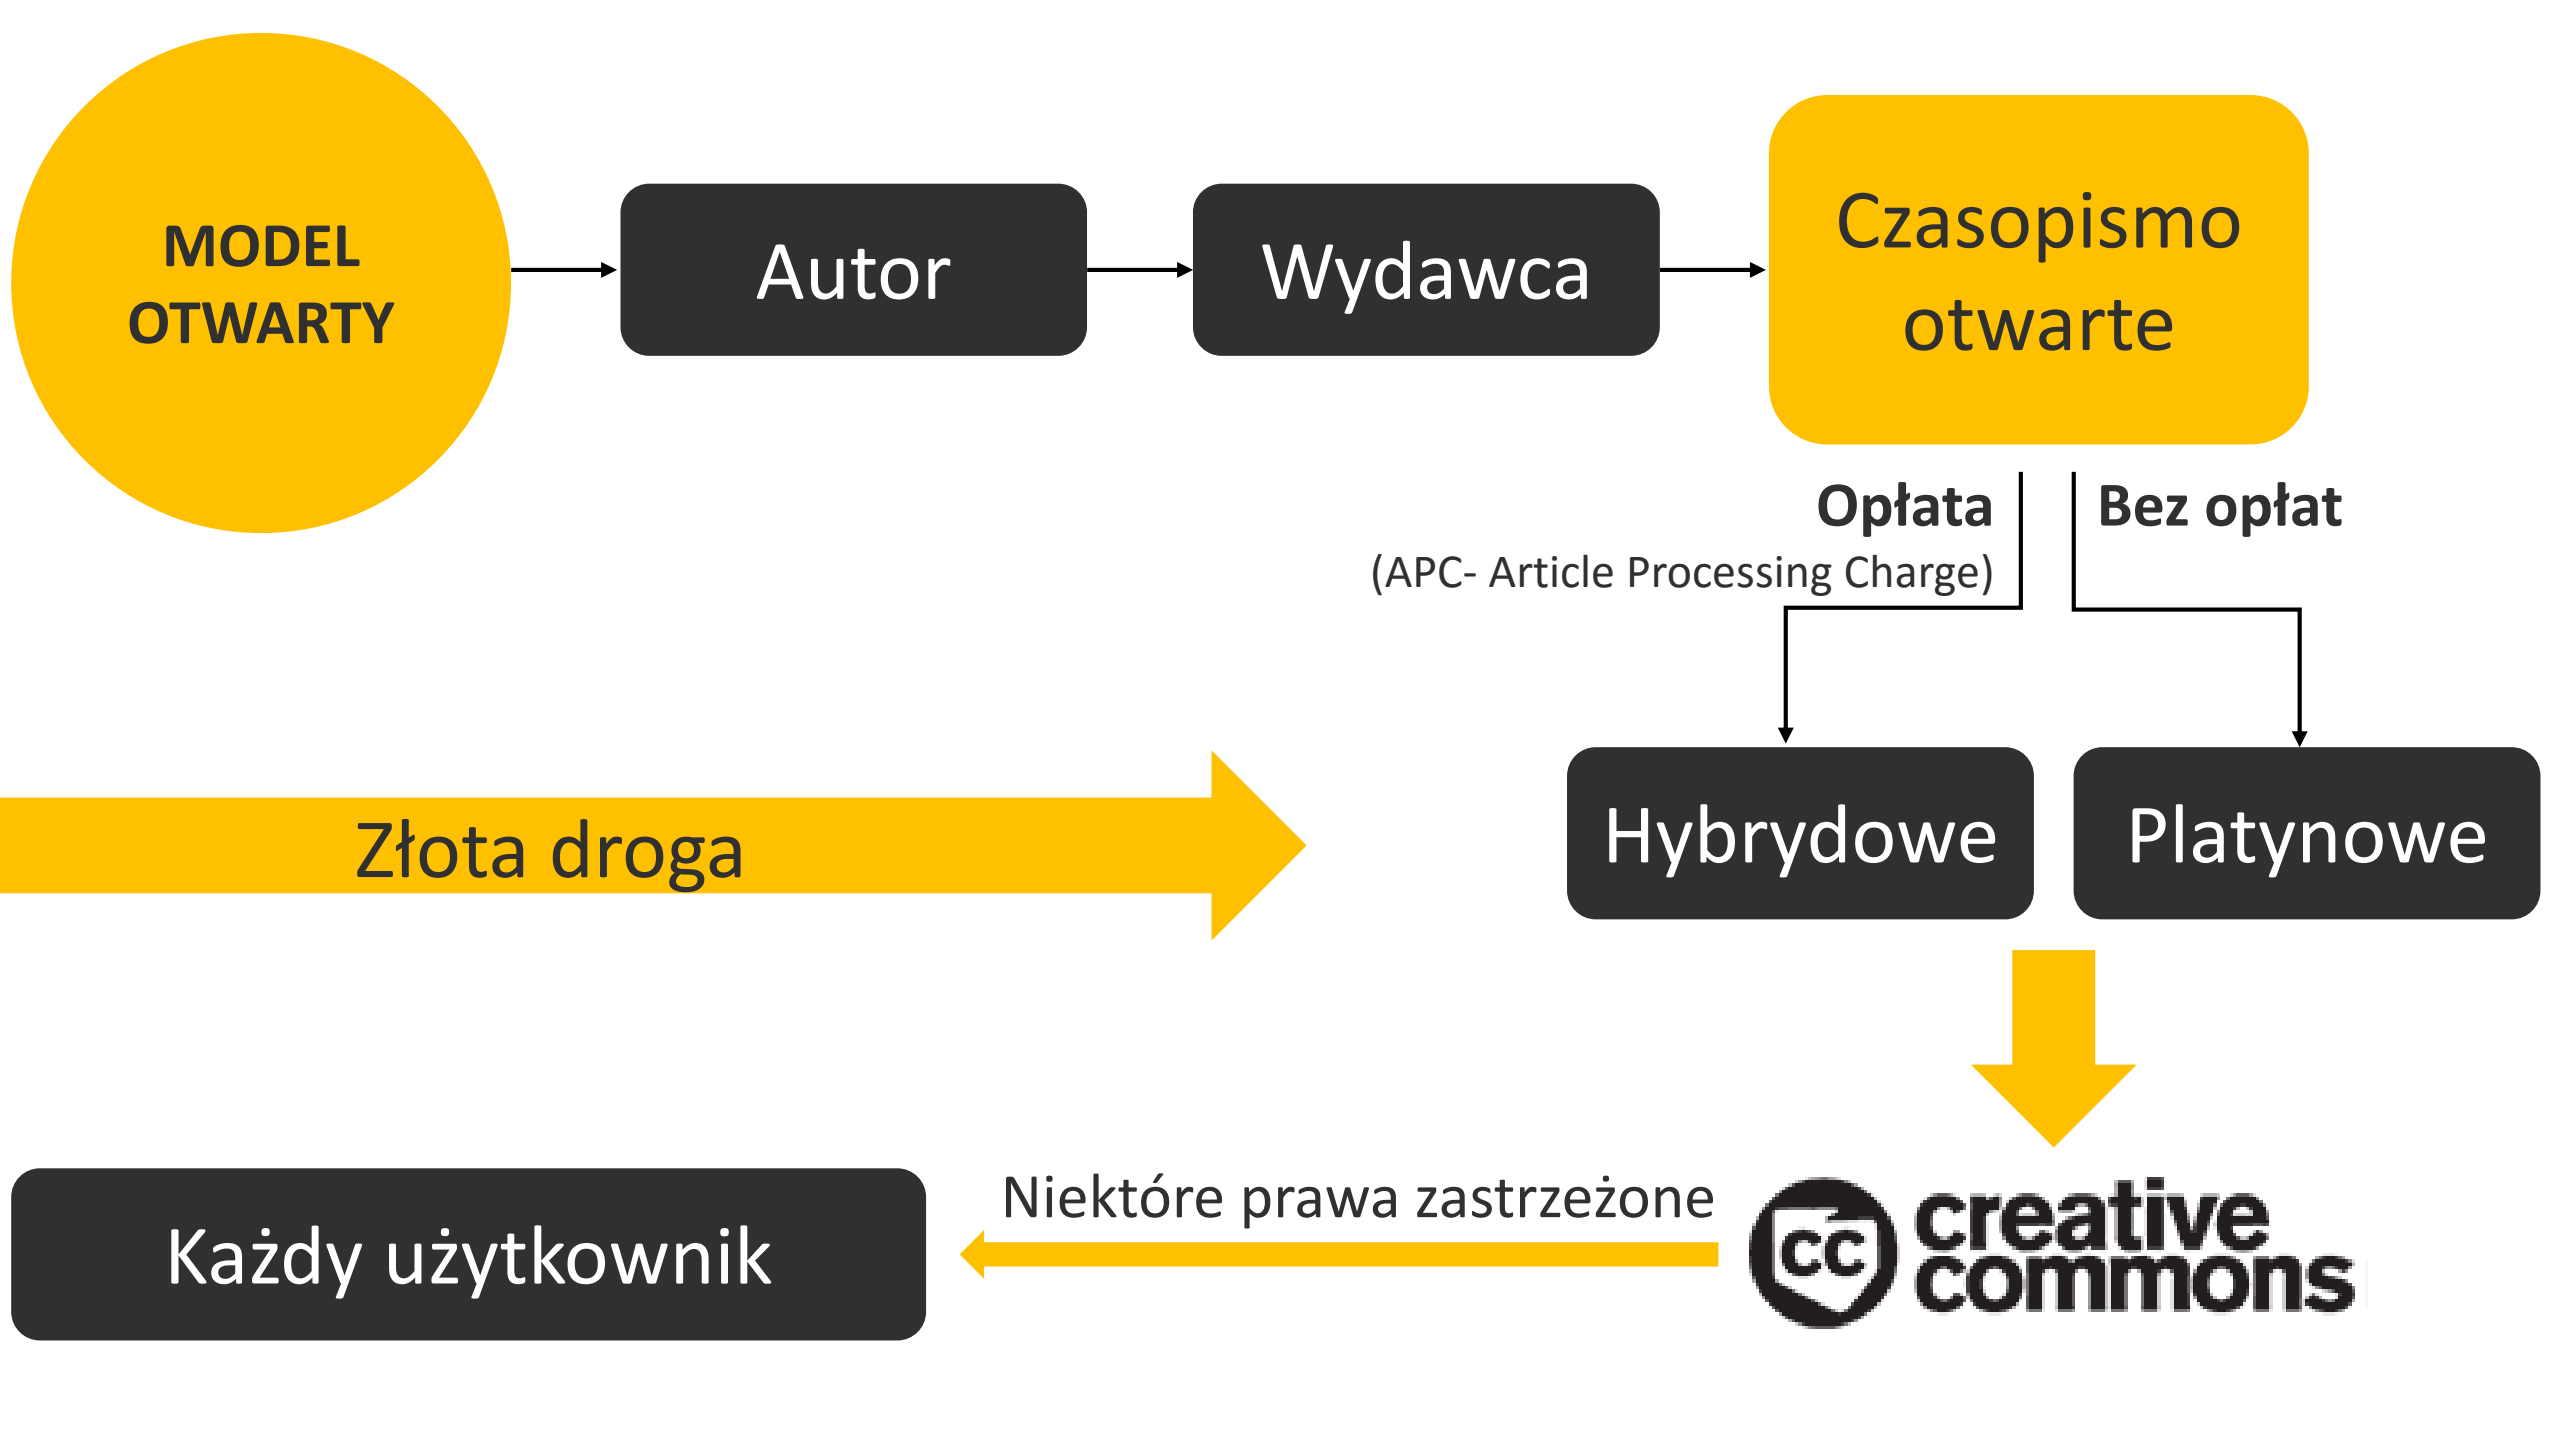 MODEL
OTWARTY
Autor
Wydawca
Czasopismo
otwarte
Opłata
(APC- Article Processing Charge)
Bez opłat
Złota droga
Hybrydowe
Platynowe
Każdy użytkownik
Niektóre prawa zastrzeżone
cc
creative
commons